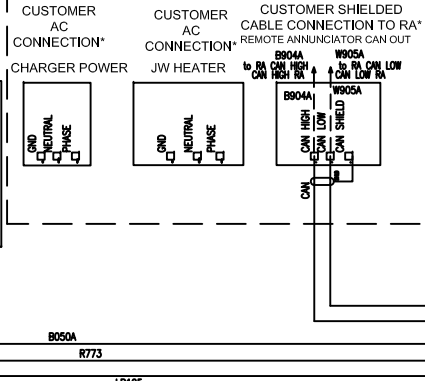 CUSTOMER
AC
CONNECTION*
CHARGER POWER
GND
NEUTRAL
PHASE
CUSTOMER
AC
CONNECTION*
JW HEATER
GND
NEUTRAL
PHASE
CUSTOMER SHIELDED
CABLE CONNECTION TO RA*
REMOTE ANNUNCIATOR CAN OUT
B904A
to RA CAN HIGH
CAN HIGH RA
W905A
to RA CAN LOW
CAN LOW RA
B904A
W905A
CAN HIGH
CAN LOW
CAN SHIELD
CAN
B050A
R773